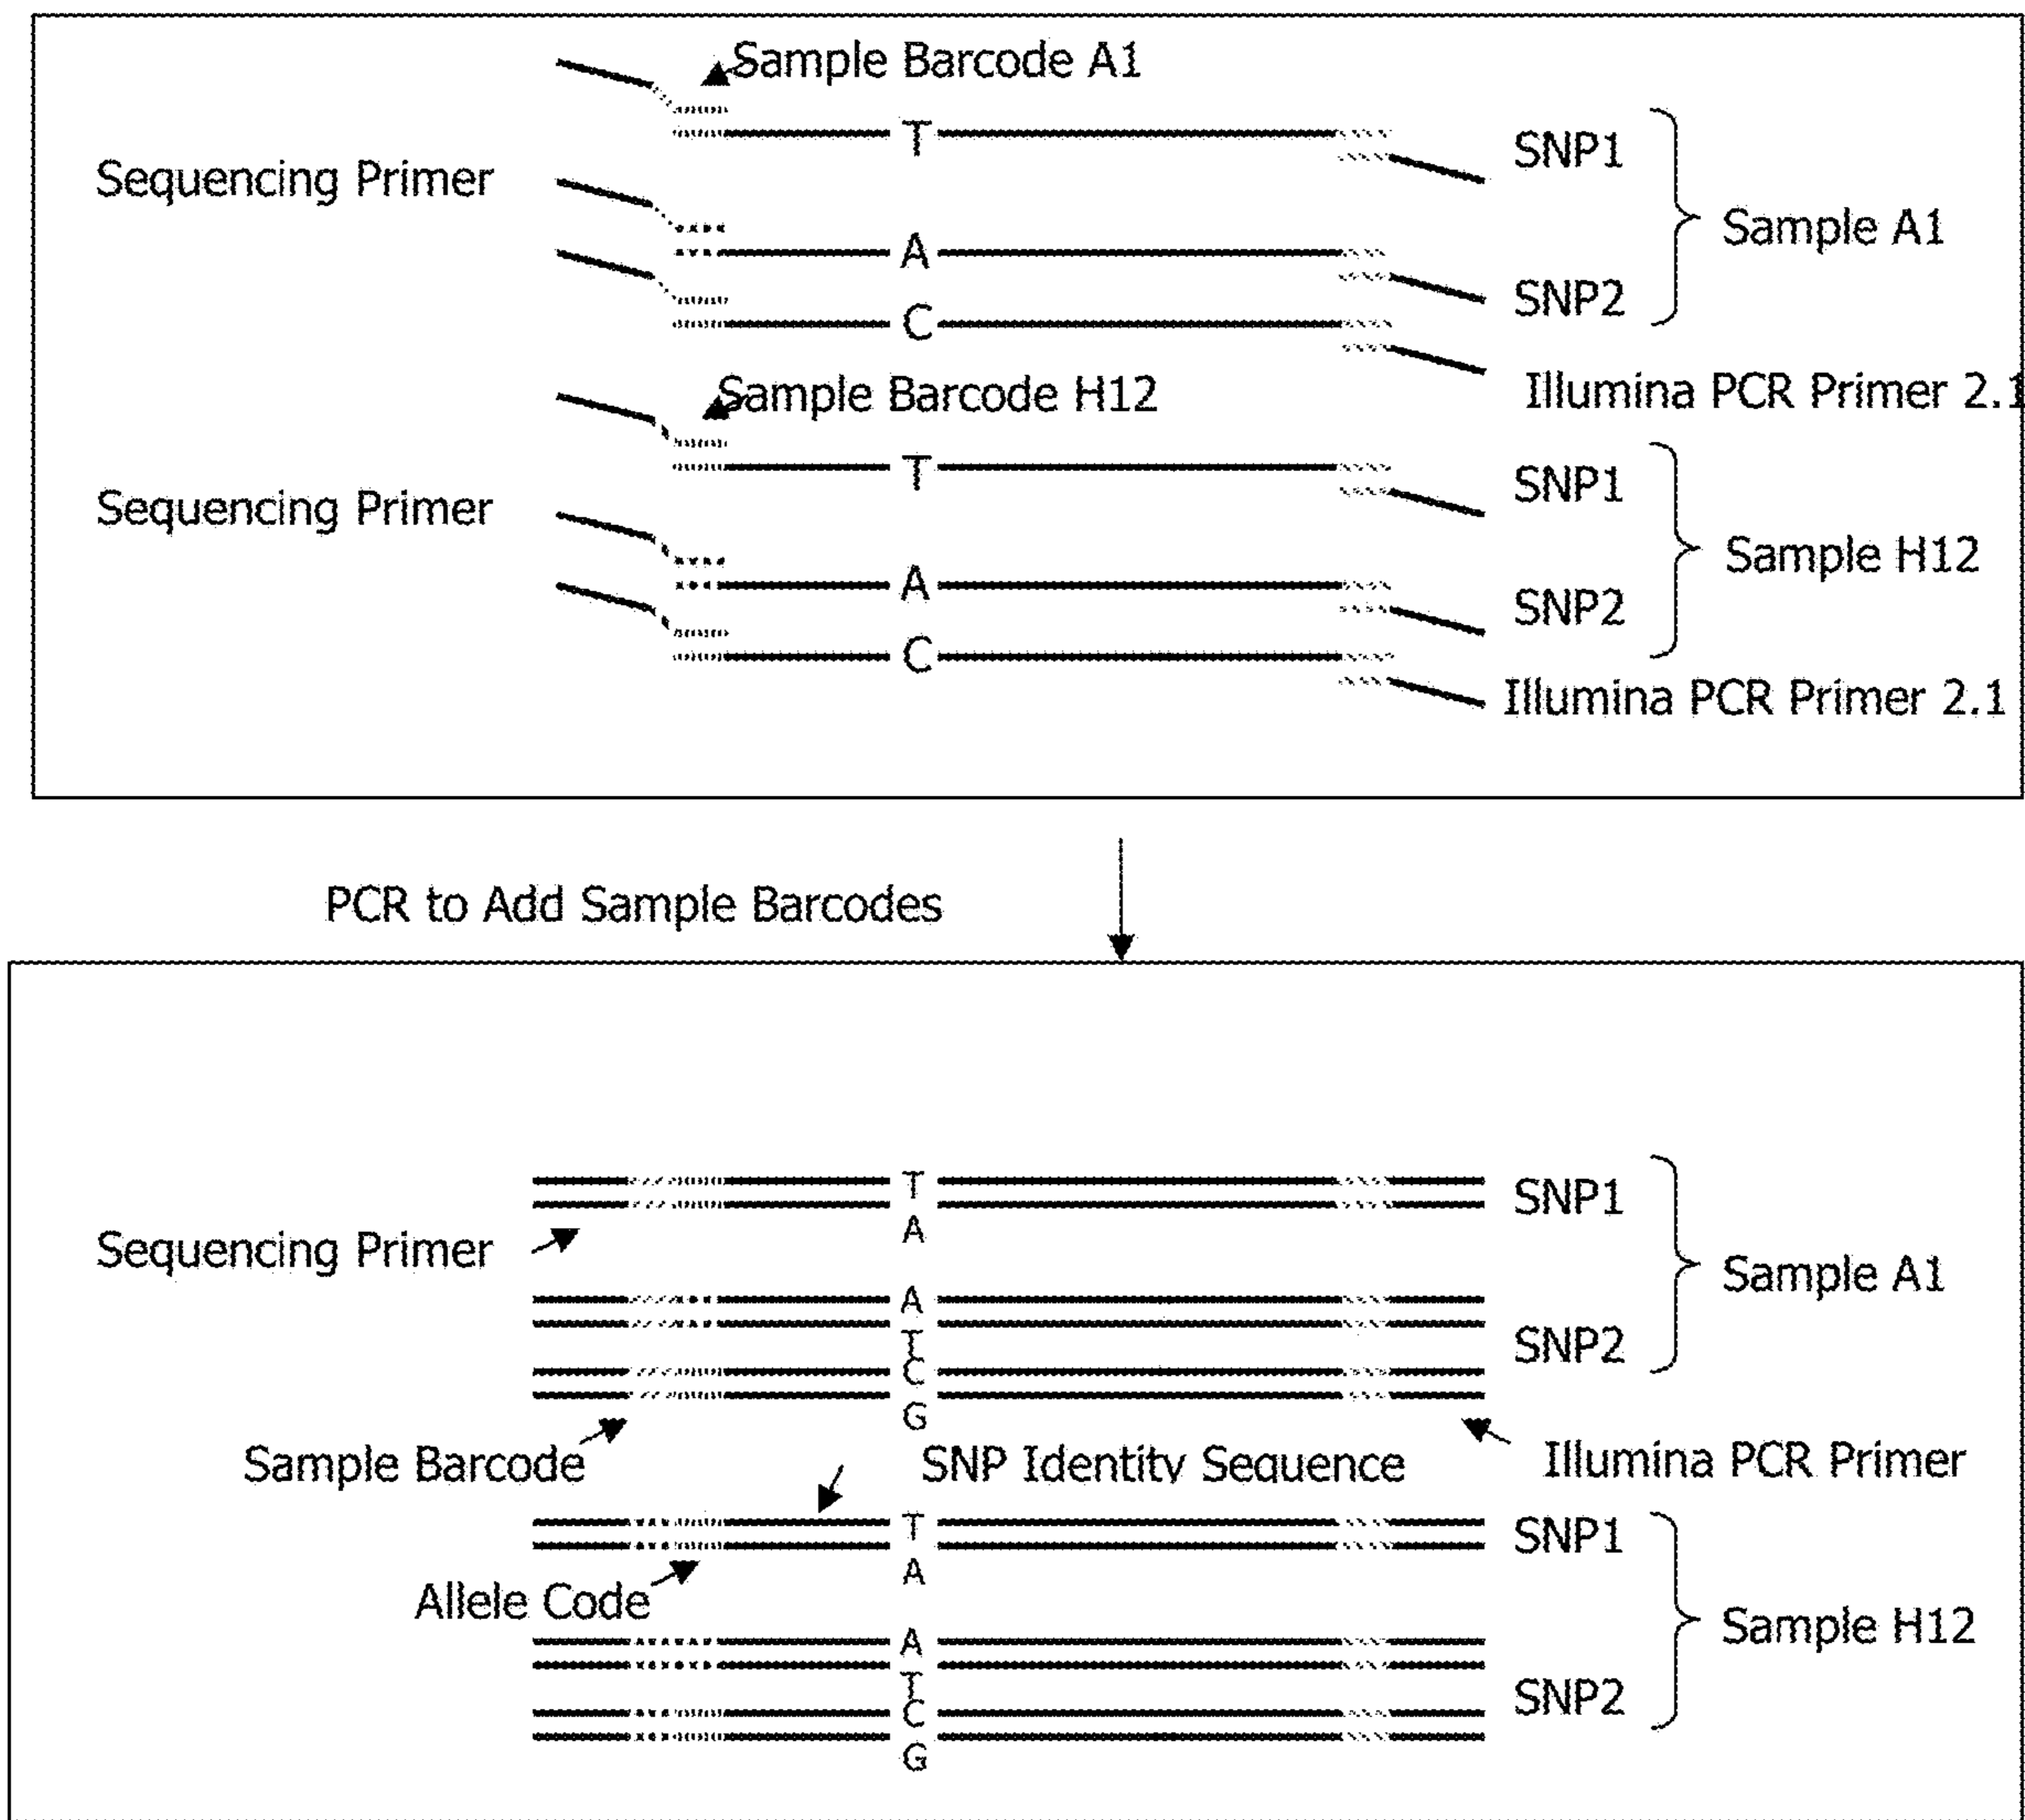 Sample Barcode A1
T
SNP1
Sequencing Primer
Sample A1
A
SNP2
C
Sample Barcode H12
Illumina PCR Primer 2.1
T
SNP1
Sequencing Primer
Sample H12
A
SNP2
C
Illumina PCR Primer 2.1
PCR to Add Sample Barcodes
T
SNP1
A
Sequencing Primer
Sample A1
A
T
SNP2
C
G
Sample Barcode
SNP Identity Sequence
Illumina PCR Primer
T
SNP1
A
Allele Code
Sample H12
A
T
SNP2
C
G